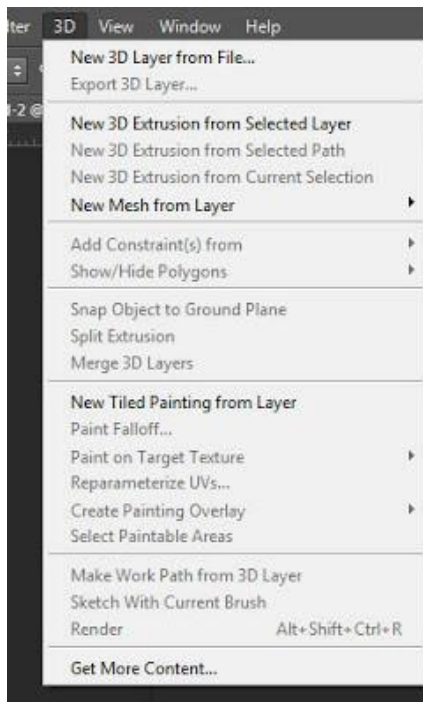 lter 3D View Window Help
1-2 @
New 3D Layer from File...
Export 3D Layer...
New 3D Extrusion from Selected Layer
New 3D Extrusion from Selected Path
New 3D Extrusion from Current Selection
New Mesh from Layer
Add Constraint(s) from
Show/Hide Polygons
Snap Object to Ground Plane
Split Extrusion
Merge 3D Layers
New Tiled Painting from Layer
Paint Falloff...
Paint on Target Texture
Reparameterize UVs...
Create Painting Overlay
Select Paintable Areas
Make Work Path from 3D Layer
Sketch With Current Brush
Render Alt+Shift+Ctrl+R
Get More Content...